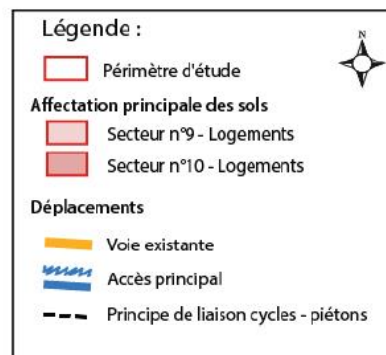 Légende :
N
Périmètre d'étude
Affectation principale des sols
Secteur n°9 - Logements
Secteur n°10 - Logements
Déplacements
Voie existante
Accès principal
Principe de liaison cycles - piétons